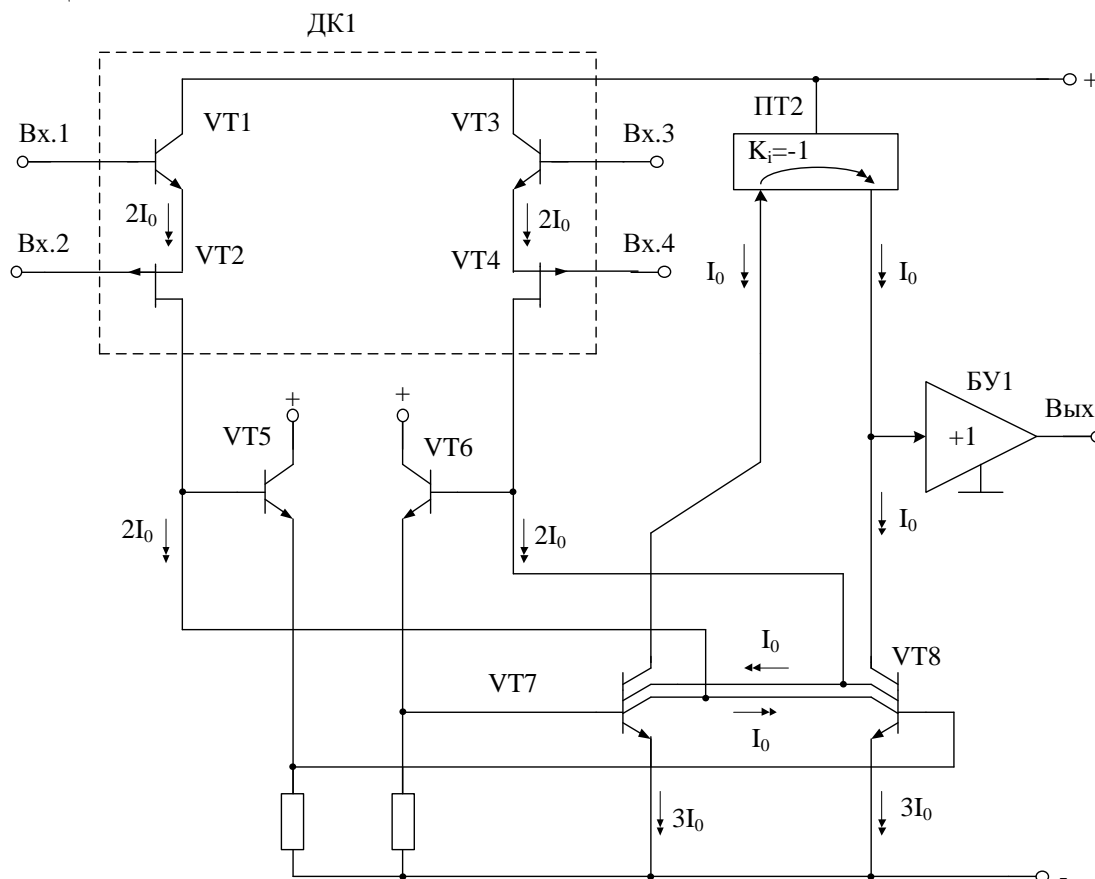 ДК1
+
VT1
VT3
ПТ2
Вх.1
Вх.3
Ki=-1
2I0
2I0
Вх.2
VT2
VT4
Вх.4
I0
I0
БУ1
+
+
Вых
VT5
VT6
+1
2I0
2I0
I0
I0
VT8
VT7
I0
3I0
3I0
-